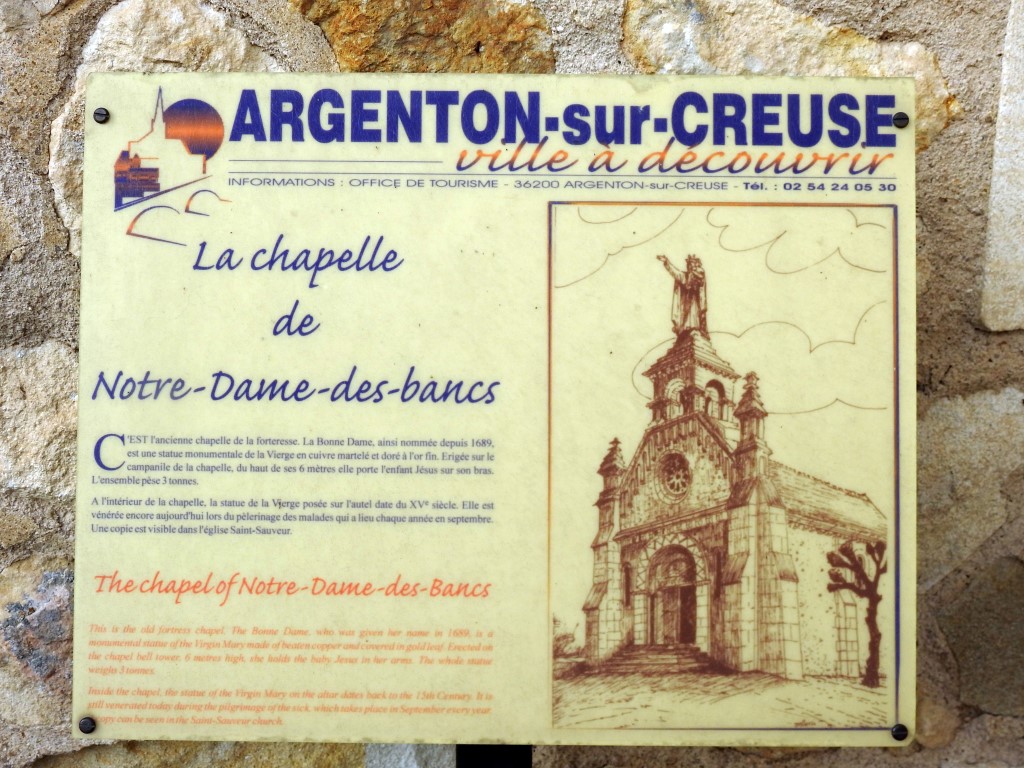 ARGENTON-sur-CREUSE
ville à découvrir
INFORMATIONS : OFFICE DE TOURISME - 36200 ARGENTON-sur-CREUSE - Tél. : 02 54 24 05 30
La chapelle
de
Notre-Dame-des-bancs
C'EST l'ancienne chapelle de la forteresse. La Bonne Dame, ainsi nommée depuis 1689,
est une statue monumentale de la Vierge en cuivre martelé et doré à l'or fin. Erigée sur le
campanile de la chapelle, du haut de ses 6 mètres elle porte l'enfant Jésus sur son bras.
L'ensemble pèse 3 tonnes.
A l'intérieur de la chapelle, la statue de la Vierge posée sur l'autel date du XVe siècle. Elle est
vénérée encore aujourd'hui lors du pèlerinage des malades qui a lieu chaque année en septembre.
Une copie est visible dans l'église Saint-Sauveur.
The chapel of Notre-Dame-des-Bancs
This is the old fortress chapel. The Bonne Dame, who was given her name in 1689, is a
monumental statue of the Virgin Mary made of beaten copper and covered in gold leaf. Erected on
the chapel bell tower, 6 metres high, she holds the baby Jesus in her arms. The whole statue
weighs 3 tonnes.
Inside the chapel, the statue of the Virgin Mary on the altar dates back to the 15th Century. It is
still venerated today during the pilgrimage of the sick, which takes place in September every year.
copy can be seen in the Saint-Sauveur church.